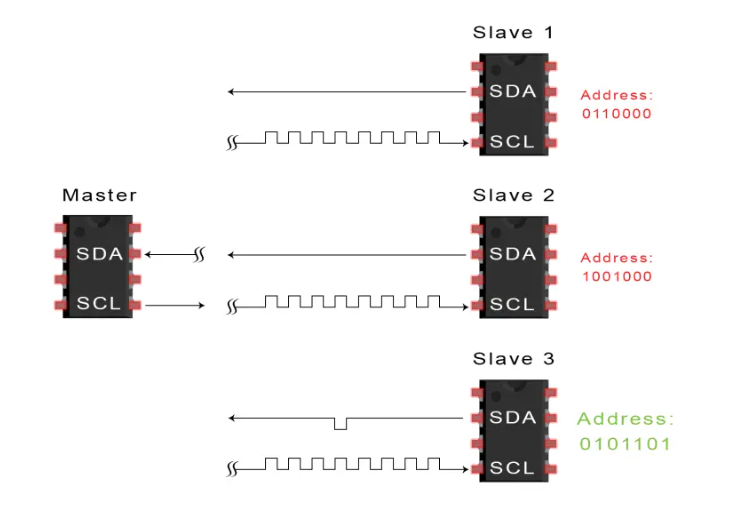 Slave 1
SDA
Address:
0110000
SCL
Master
SDA
SCL
Slave 2
SDA
Address:
1001000
SCL
Slave 3
SDA
Address:
0101101
SCL